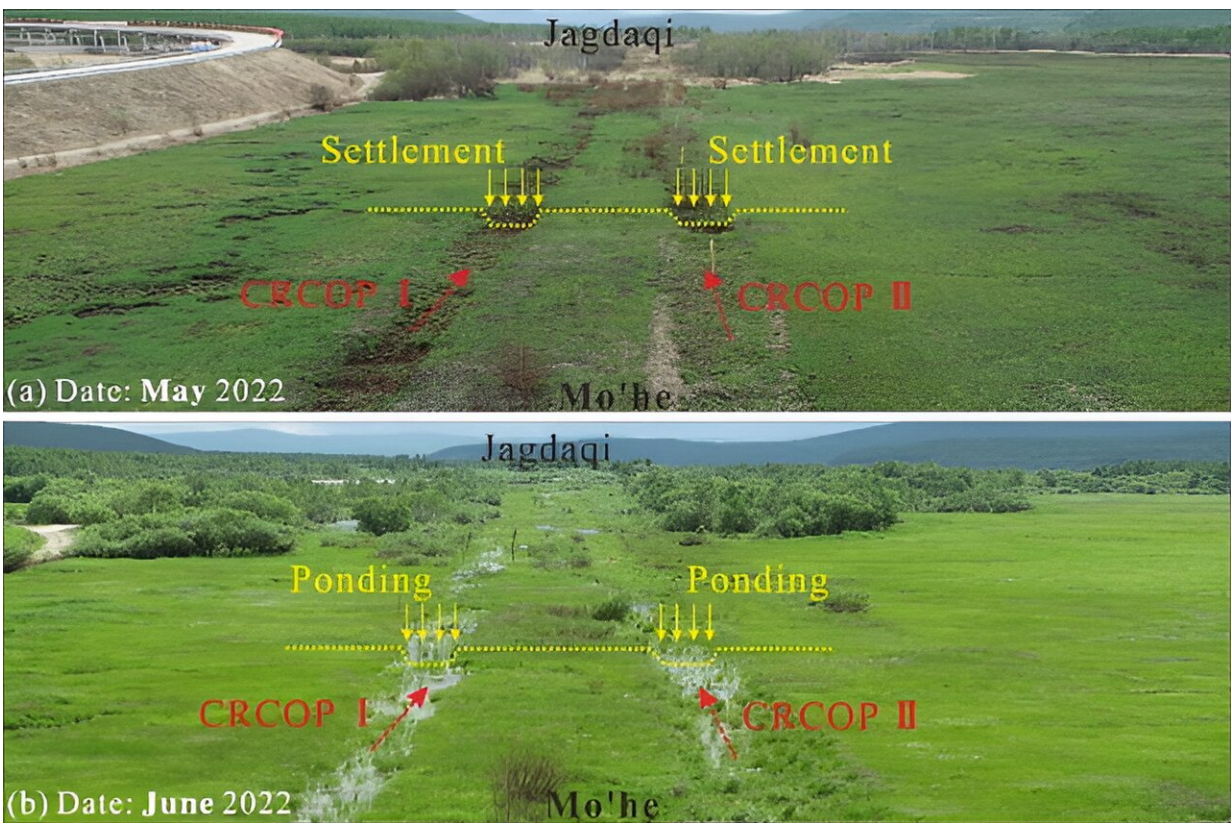 Jagdaqi
Settlement Settlement
CRCOP I CRCOP II
(a) Date: May 2022 Mo'he
Jagdaqi
Ponding Ponding
CRCOP I CRCOP II
(b) Date: June 2022 Mo'he